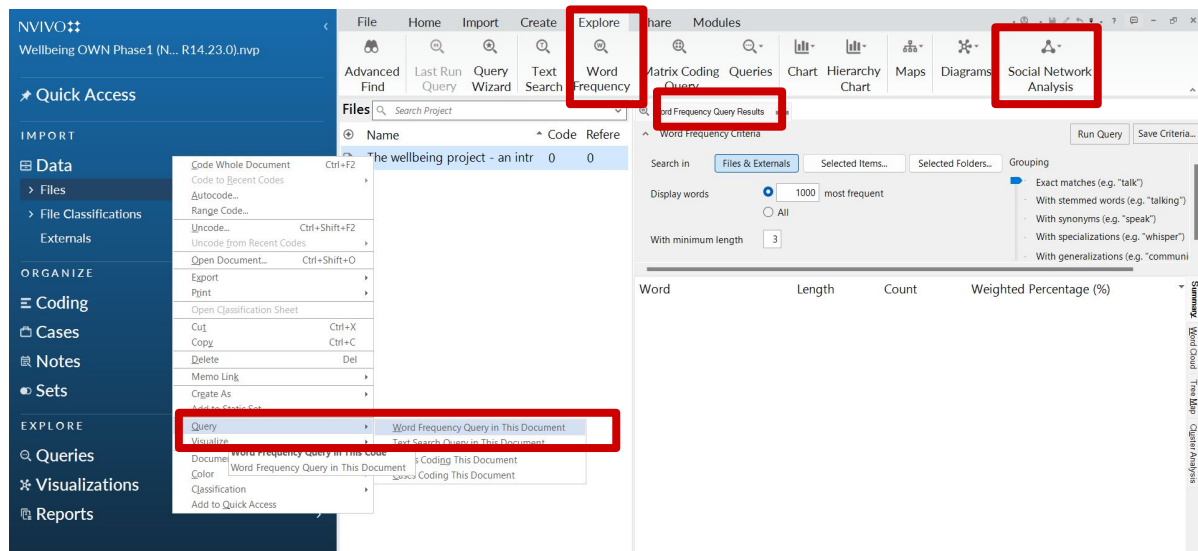 NVIVO
Wellbeing OWN Phase1 (N... R14.23.0).nvp
Quick Access
IMPORT
Data
Files
File Classifications
Externals
ORGANIZE
Coding
Cases
Notes
Sets
EXPLORE
Queries
Visualizations
Reports
File Home Import Create Explore Share Modules
Advanced Find
Last Run Query
Query Wizard
Text Search
Word Frequency
Matrix Coding Query
Queries
Chart
Hierarchy Chart
Maps
Diagrams
Social Network Analysis
Files
Search Project
Name Code Refere
The wellbeing project - an intr 0 0
Code Whole Document Ctrl+F2
Code to Recent Codes
Autocode...
Range Code...
Uncode... Ctrl+Shift+F2
Uncode from Recent Codes
Open Document... Ctrl+Shift+O
Export
Print
Open Classification Sheet
Cut Ctrl+X
Copy Ctrl+C
Delete Del
Memo Link
Create As
Add to Static Set
Query
Visualize
Color
Classification
Add to Quick Access
Word Frequency Query in This Document
Text Search Query in This Document
Coding This Document
Coding This Document
Word Frequency Query in This Code
Word Frequency Query in This Document
ord Frequency Query Results
Word Frequency Criteria
Run Query Save Criteria...
Search in Files & Externals Selected Items... Selected Folders...
Display words 1000 most frequent
All
With minimum length 3
Grouping
Exact matches (e.g. "talk")
With stemmed words (e.g. "talking")
With synonyms (e.g. "speak")
With specializations (e.g. "whisper")
With generalizations (e.g. "communi
Word Length Count Weighted Percentage (%)
Summary
Word Cloud
Tree Map
Cluster Analysis